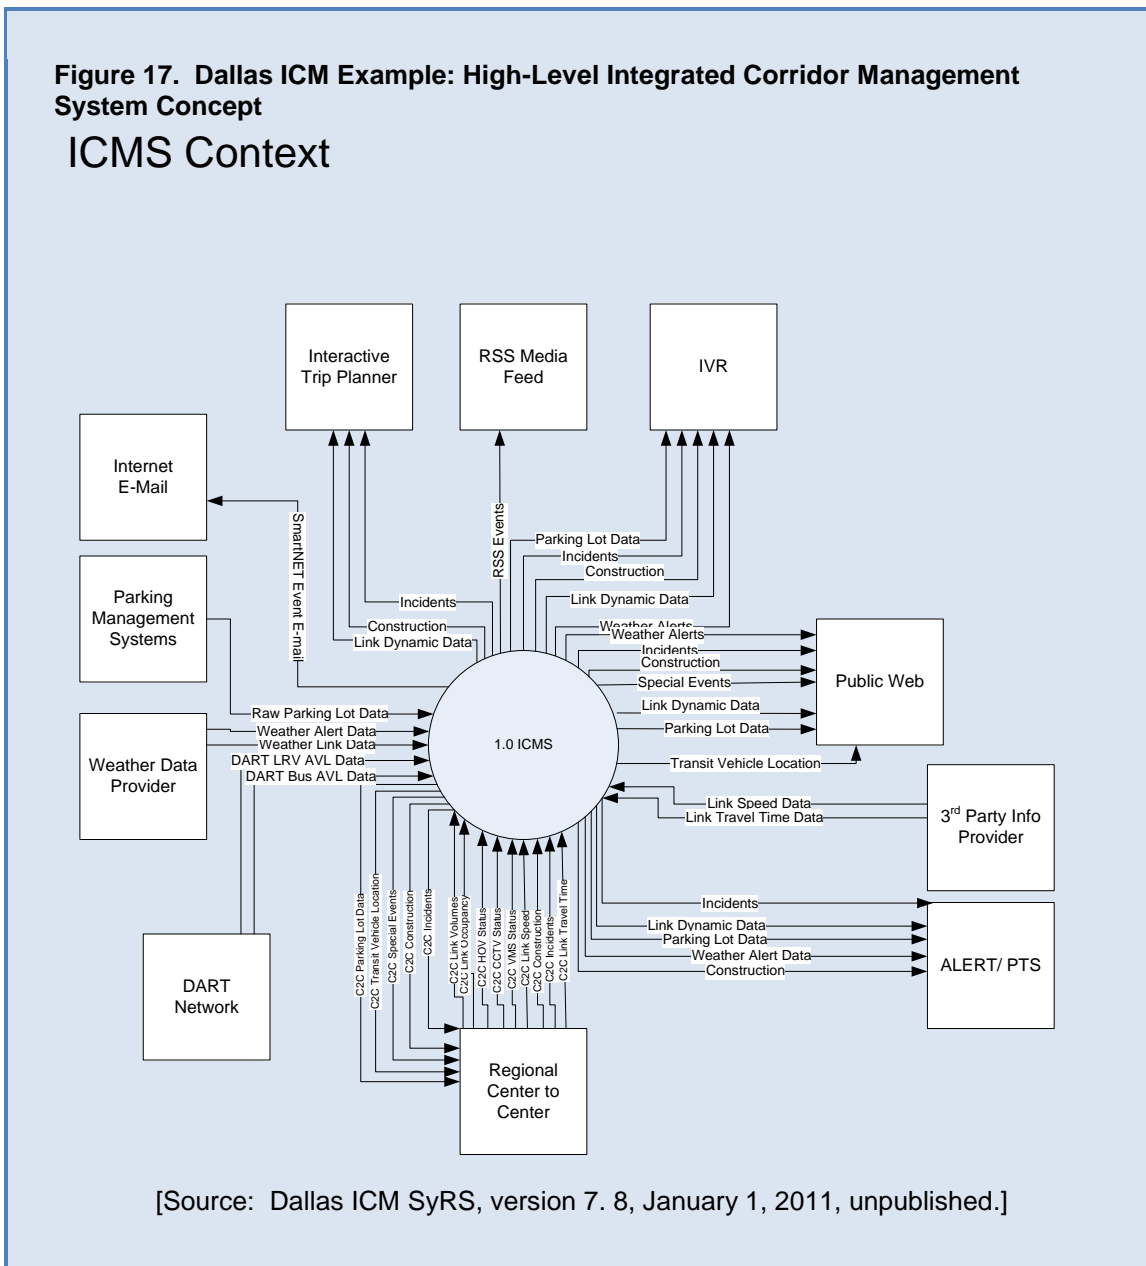 Figure 17.  Dallas ICM Example: High-Level Integrated Corridor Management
System Concept
ICMS Context
Interactive
Trip Planner
RSS Media
Feed
IVR
Internet
E-Mail
SmartNET Event E-mail
RSS Events
Parking Lot Data
Incidents
Construction
Link Dynamic Data
Weather Alerts
Incidents
Construction
Link Dynamic Data
Parking
Management
Systems
Weather Alerts
Incidents
Construction
Special Events
Link Dynamic Data
Parking Lot Data
Transit Vehicle Location
Public Web
Raw Parking Lot Data
Weather Alert Data
Weather Link Data
DART LRV AVL Data
DART Bus AVL Data
Weather Data
Provider
1.0 ICMS
Link Speed Data
Link Travel Time Data
3rd Party Info
Provider
C2C Parking Lot Data
C2C Transit Vehicle Location
C2C Special Events
C2C Construction
C2C Incidents
C2C Link Volumes
C2C Link Occupancy
C2C HOV Status
C2C CCTV Status
C2C VMS Status
C2C Link Speed
C2C Construction
C2C Incidents
C2C Link Travel Time
Incidents
Link Dynamic Data
Parking Lot Data
Weather Alert Data
Construction
ALERT/ PTS
DART
Network
Regional
Center to
Center
[Source:  Dallas ICM SyRS, version 7. 8, January 1, 2011, unpublished.]